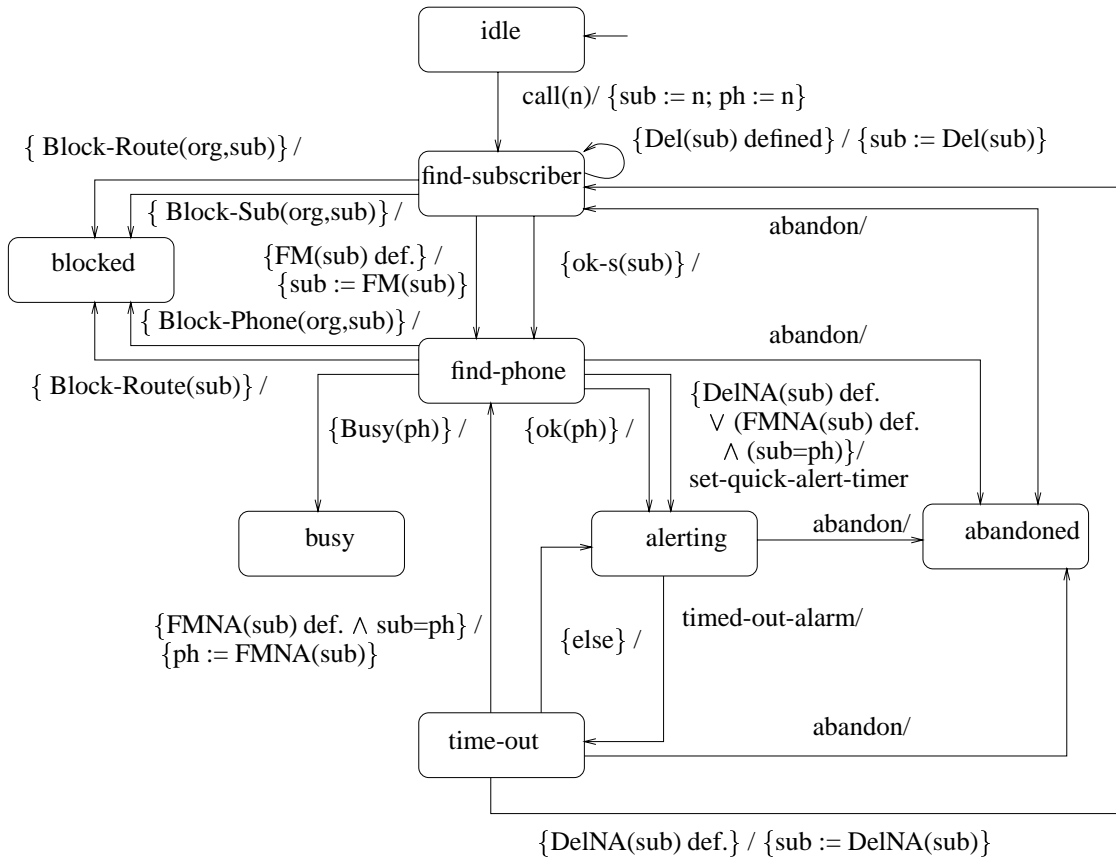 idle
call(n)/ {sub := n; ph := n}
{ Block-Route(org,sub)} /
{Del(sub) defined} / {sub := Del(sub)}
find-subscriber
{ Block-Sub(org,sub)} /
abandon/
blocked
{FM(sub) def.} /
{sub := FM(sub)}
{ok-s(sub)} /
{ Block-Phone(org,sub)} /
abandon/
{ Block-Route(sub)} /
find-phone
{Busy(ph)} /
{ok(ph)} /
{DelNA(sub) def.
∨ (FMNA(sub) def.
∧ (sub=ph)}/
set-quick-alert-timer
busy
alerting
abandon/
abandoned
{FMNA(sub) def. ∧ sub=ph} /
{ph := FMNA(sub)}
{else} /
timed-out-alarm/
time-out
abandon/
{DelNA(sub) def.} / {sub := DelNA(sub)}